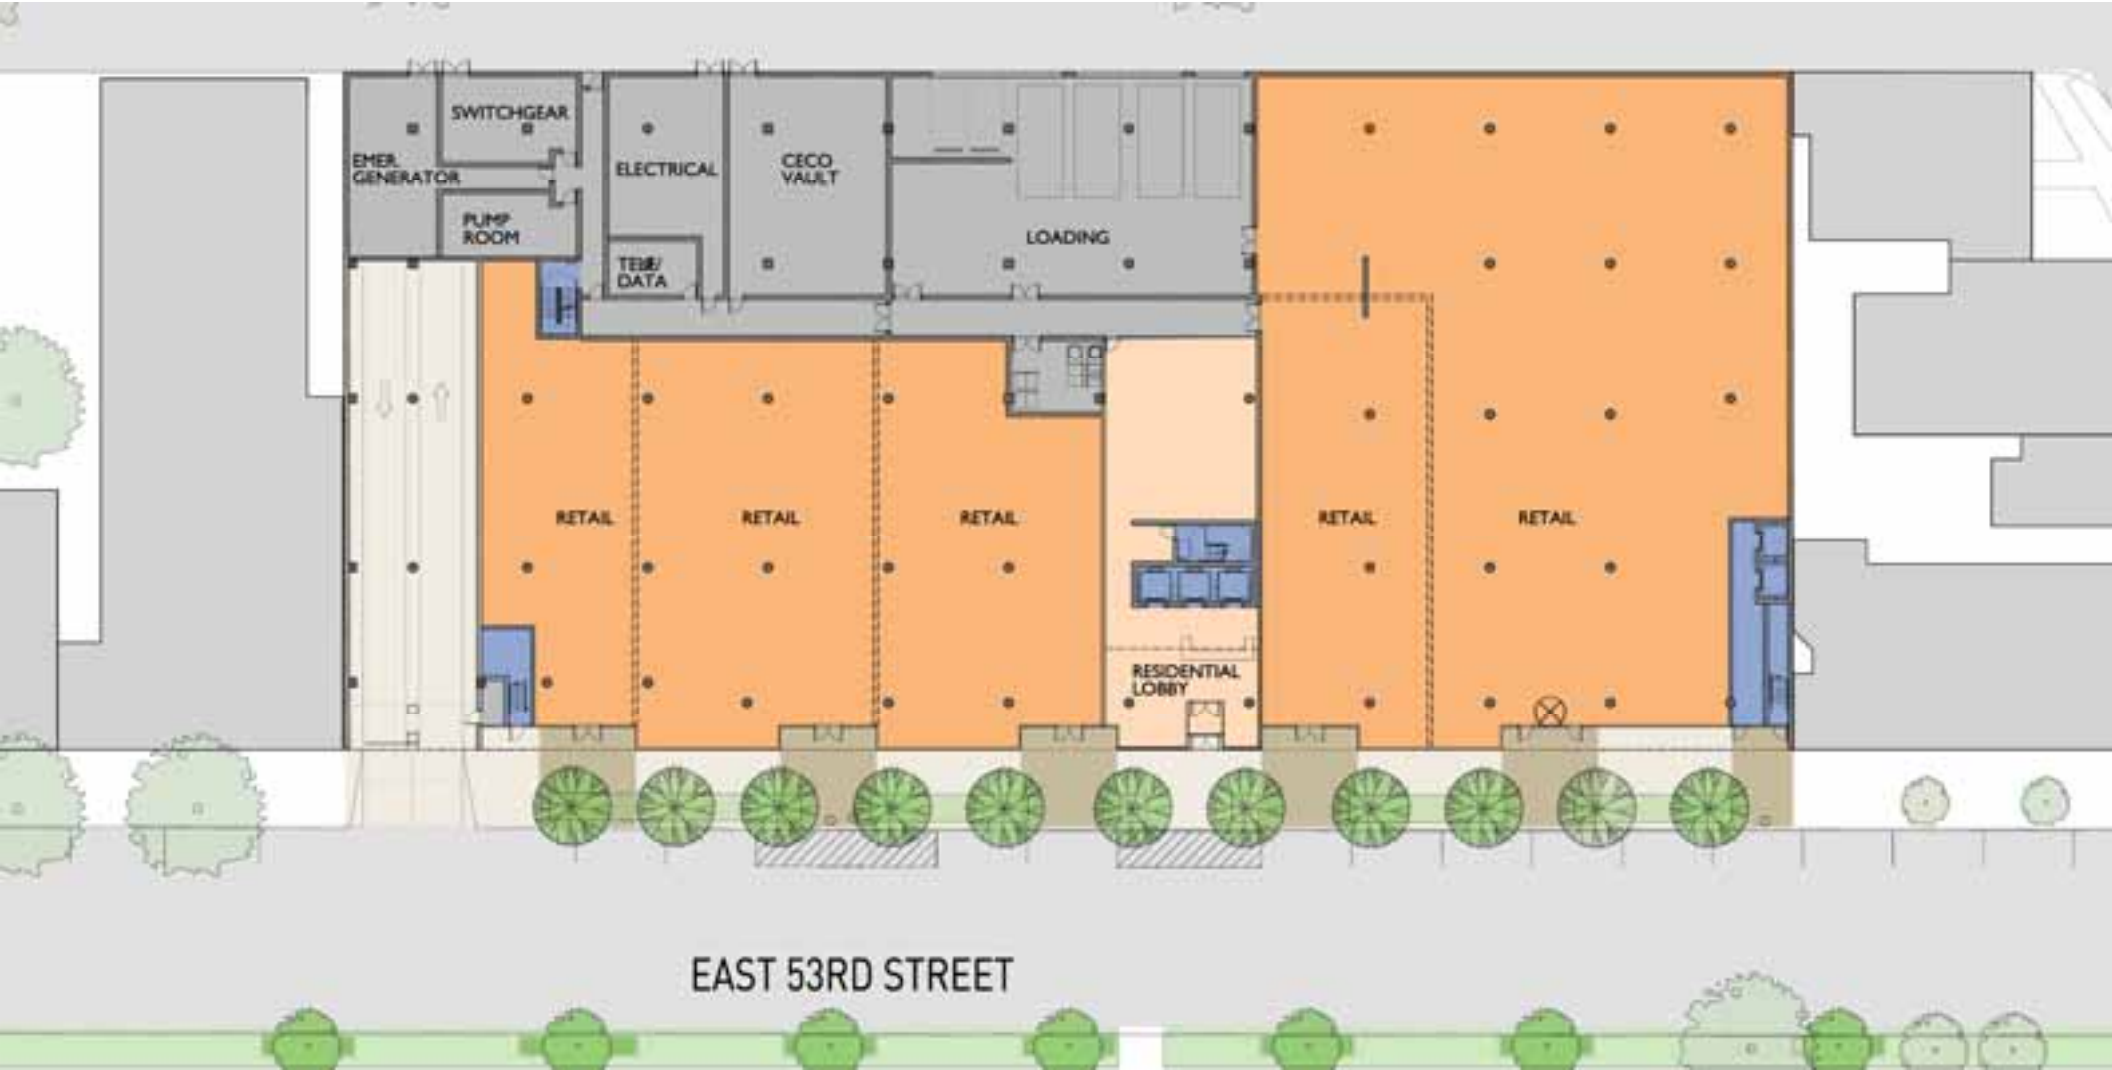 SWITCHGEAR
EMER.
GENERATOR
PUMP
ROOM
ELECTRICAL
TELE/
DATA
CECO
VAULT
LOADING
RETAIL
RETAIL
RETAIL
RETAIL
RETAIL
RESIDENTIAL
LOBBY
EAST 53RD STREET